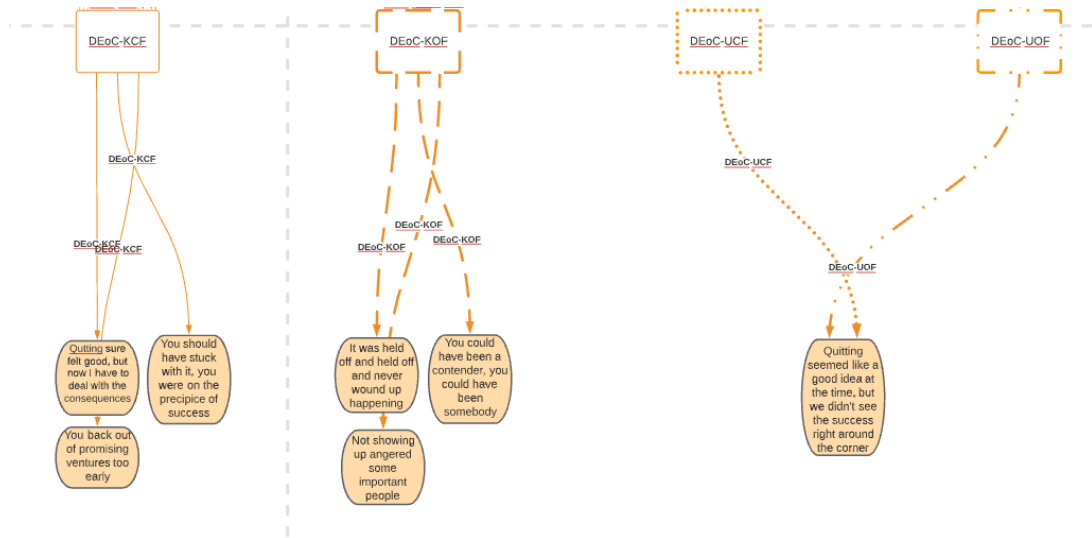 DEoC-KCF
DEoC-KOF
DEoC-UCF
DEoC-UOF
DEoC-KCF
DEoC-UCF
DEoC-KOF
DEoC-KCF
DEoC-KCF
DEoC-KOF
DEoC-KOF
DEoC-UOF
Qutting sure
felt good, but
now I have to
deal with the
consequences
You should
have stuck
with it, you
were on the
precipice of
success
It was held
off and held off
and never
wound up
happening
You could
have been a
contender, you
could have
been
somebody
Quitting
seemed like a
good idea at
the time, but
we didn't see
the success
right around
the corner
You back out
of promising
ventures too
early
Not showing
up angered
some
important
people